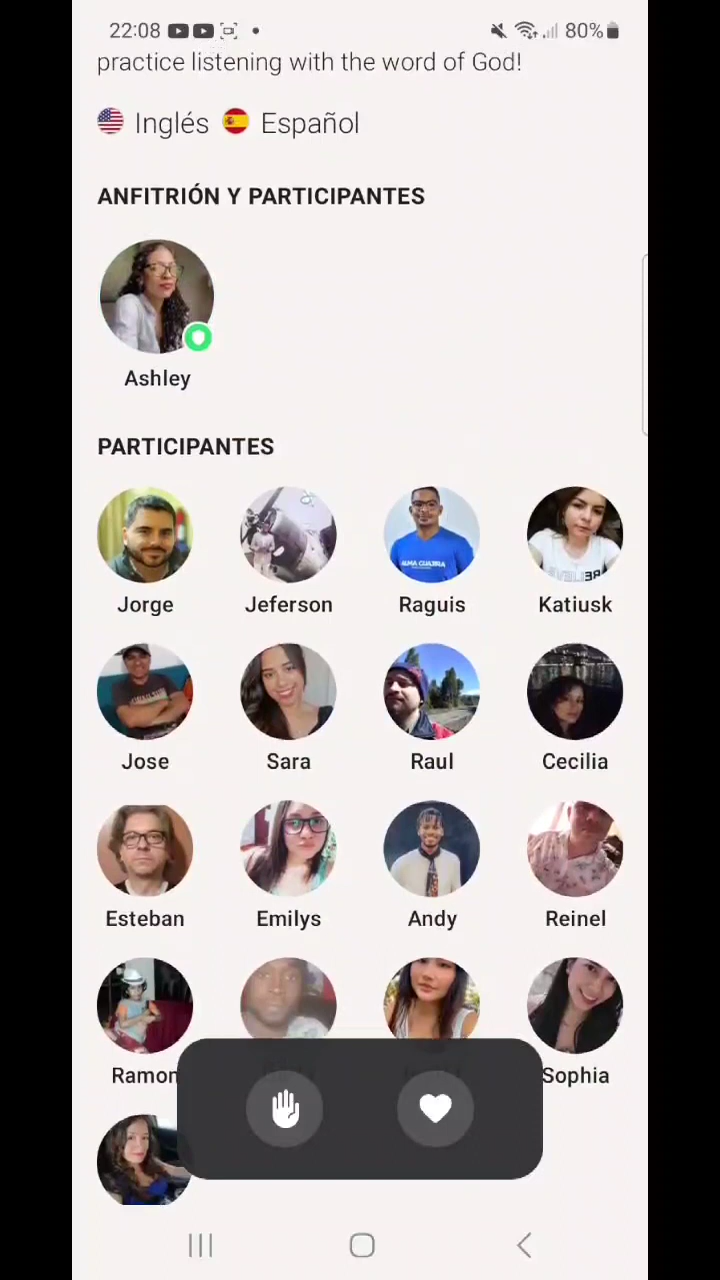 22:08
80%
practice listening with the word of God!
Inglés Español
ANFITRIÓN Y PARTICIPANTES
Ashley
PARTICIPANTES
Jorge Jeferson Raguis Katiusk
Jose Sara Raul Cecilia
Esteban Emilys Andy Reinel
Ramon Sophia